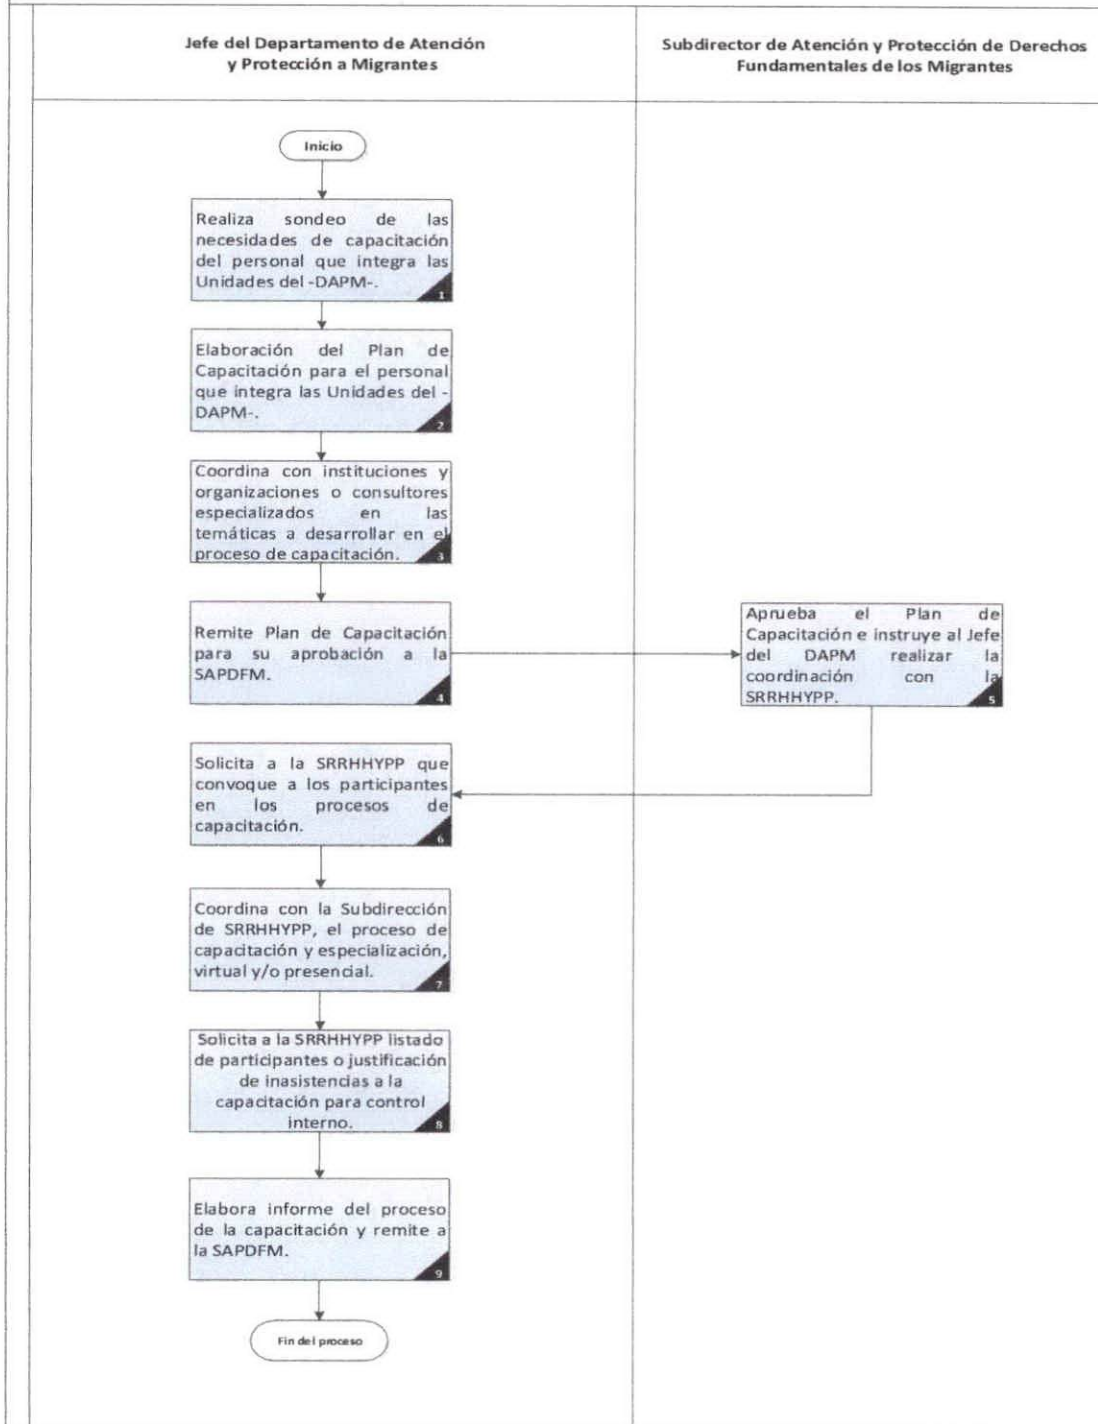 Jefe del Departamento de Atención
y Protección a Migrantes
Subdirector de Atención y Protección de Derechos
Fundamentales de los Migrantes
Inicio
Realiza sondeo de las
necesidades de capacitación
del personal que integra las
Unidades del -DAPM-.
1
Elaboración del Plan de
Capacitación para el personal
que integra las Unidades del -
DAPM-.
2
Coordina con instituciones y
organizaciones o consultores
especializados en las
temáticas a desarrollar en el
proceso de capacitación.
3
Remite Plan de Capacitación
para su aprobación a la
SAPDFM.
4
Aprueba el Plan de
Capacitación e instruye al Jefe
del DAPM realizar la
coordinación con la
SRRHHYPP.
5
Solicita a la SRRHHYPP que
convoque a los participantes
en los procesos de
capacitación.
6
Coordina con la Subdirección
de SRRHHYPP, el proceso de
capacitación y especialización,
virtual y/o presencial.
7
Solicita a la SRRHHYPP listado
de participantes o justificación
de inasistencias a la
capacitación para control
interno.
8
Elabora informe del proceso
de la capacitación y remite a
la SAPDFM.
9
Fin del proceso